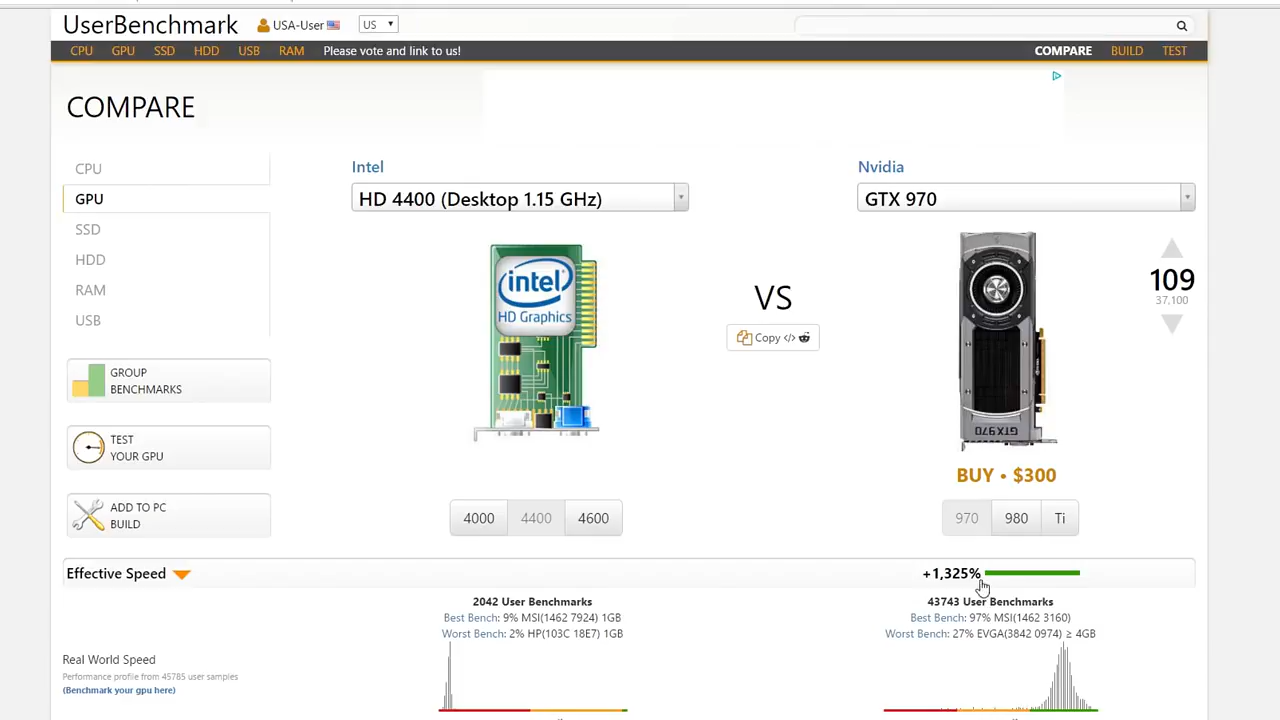 UserBenchmark USA-User US
CPU GPU SSD HDD USB RAM Please vote and link to us! COMPARE BUILD TEST
COMPARE
CPU
GPU
SSD
HDD
RAM
USB
GROUP
BENCHMARKS
TEST
YOUR GPU
ADD TO PC
BUILD
Intel
HD 4400 (Desktop 1.15 GHz)
intel
HD Graphics
4000 4400 4600
VS
Copy </>
Nvidia
GTX 970
GTX970
109
37,100
BUY • $300
970 980 Ti
Effective Speed +1,325%
2042 User Benchmarks
Best Bench: 9% MSI(1462 7924) 1GB
Worst Bench: 2% HP(103C 18E7) 1GB
43743 User Benchmarks
Best Bench: 97% MSI(1462 3160)
Worst Bench: 27% EVGA(3842 0974) ≥ 4GB
Real World Speed
Performance profile from 45785 user samples
(Benchmark your gpu here)